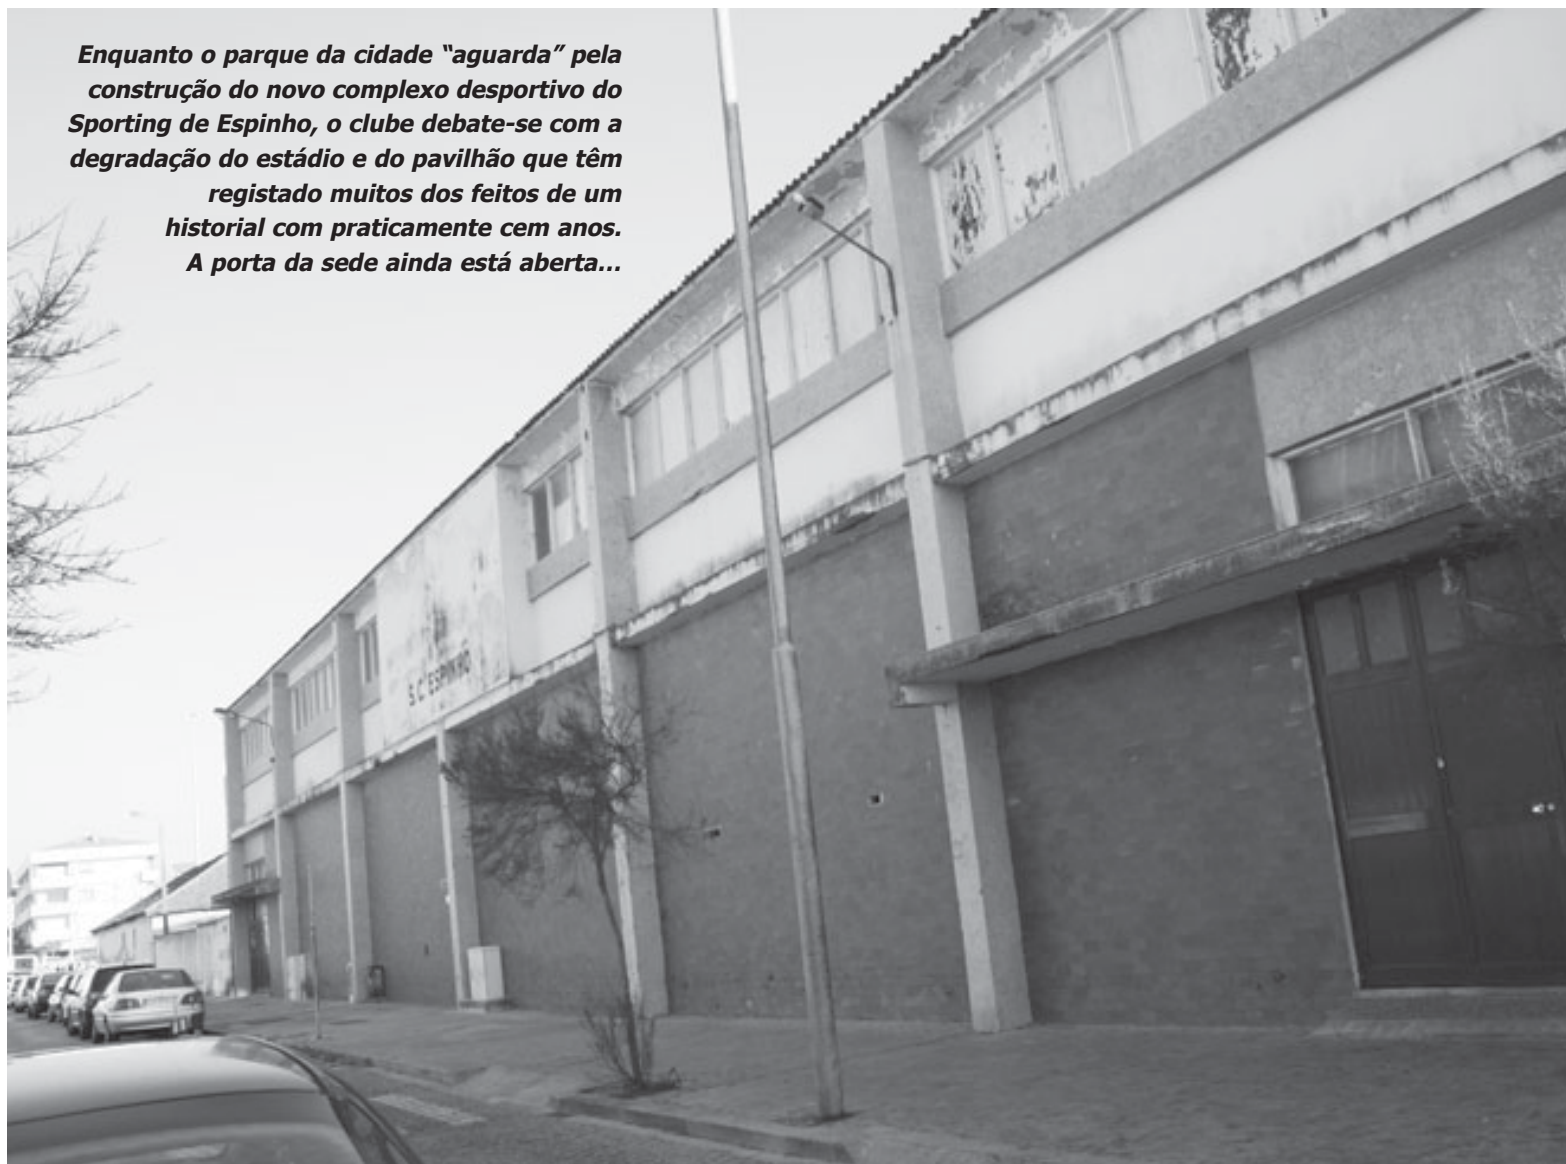 Enquanto o parque da cidade “aguarda” pela
construção do novo complexo desportivo do
Sporting de Espinho, o clube debate-se com a
degradação do estádio e do pavilhão que têm
registado muitos dos feitos de um
historial com praticamente cem anos.
A porta da sede ainda está aberta...
S. C. ESPINHO